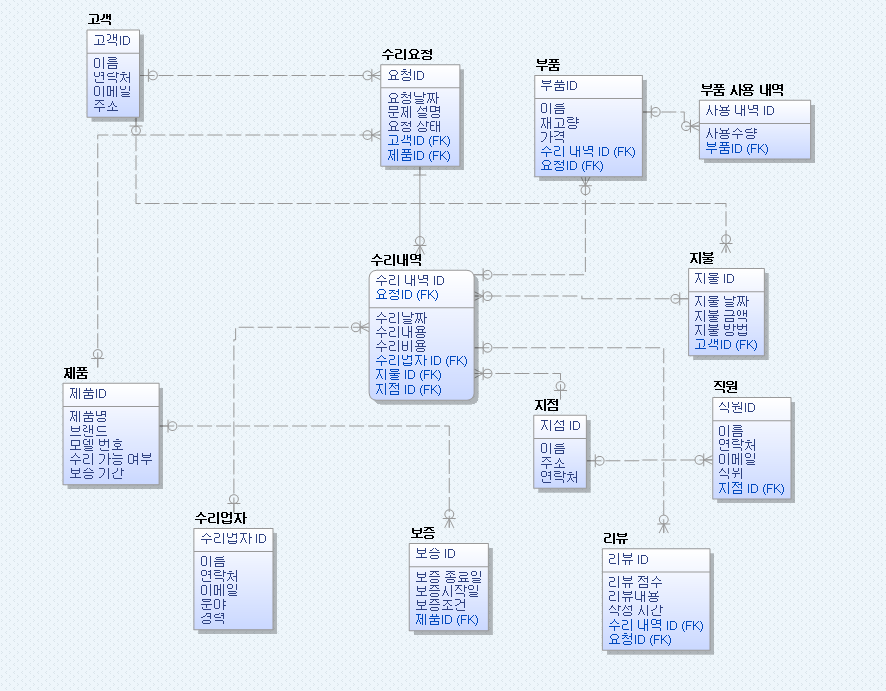 고객
고객ID
이름
연락처
이메일
주소
수리요청
요청ID
요청날짜
문제 설명
요청 상태
고객ID (FK)
제품ID (FK)
부품
부품ID
이름
재고량
가격
수리 내역 ID (FK)
요청ID (FK)
부품 사용 내역
사용 내역 ID
사용수량
부품ID (FK)
수리내역
수리 내역 ID
요청ID (FK)
수리날짜
수리내용
수리비용
수리업자 ID (FK)
지불 ID (FK)
지점 ID (FK)
지불
지불 ID
지불 날짜
지불 금액
지불 방법
고객ID (FK)
제품
제품ID
제품명
브랜드
모델 번호
수리 가능 여부
보증 기간
지점
지점 ID
이름
주소
연락처
직원
직원ID
이름
연락처
이메일
직위
지점 ID (FK)
수리업자
수리업자 ID
이름
연락처
이메일
분야
경력
보증
보증 ID
보증 종료일
보증시작일
보증조건
제품ID (FK)
리뷰
리뷰 ID
리뷰 점수
리뷰내용
작성 시간
수리 내역 ID (FK)
요청ID (FK)